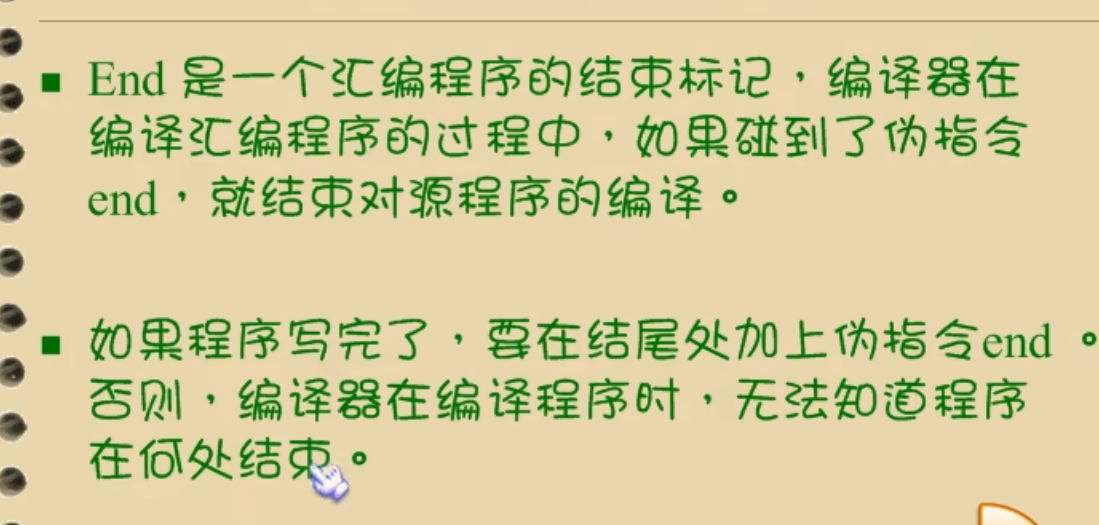 End 是一个汇编程序的结束标记，编译器在
编译汇编程序的过程中，如果碰到了伪指令
end，就结束对源程序的编译。
如果程序写完了，要在结尾处加上伪指令end 。
否则，编译器在编译程序时，无法知道程序
在何处结束。